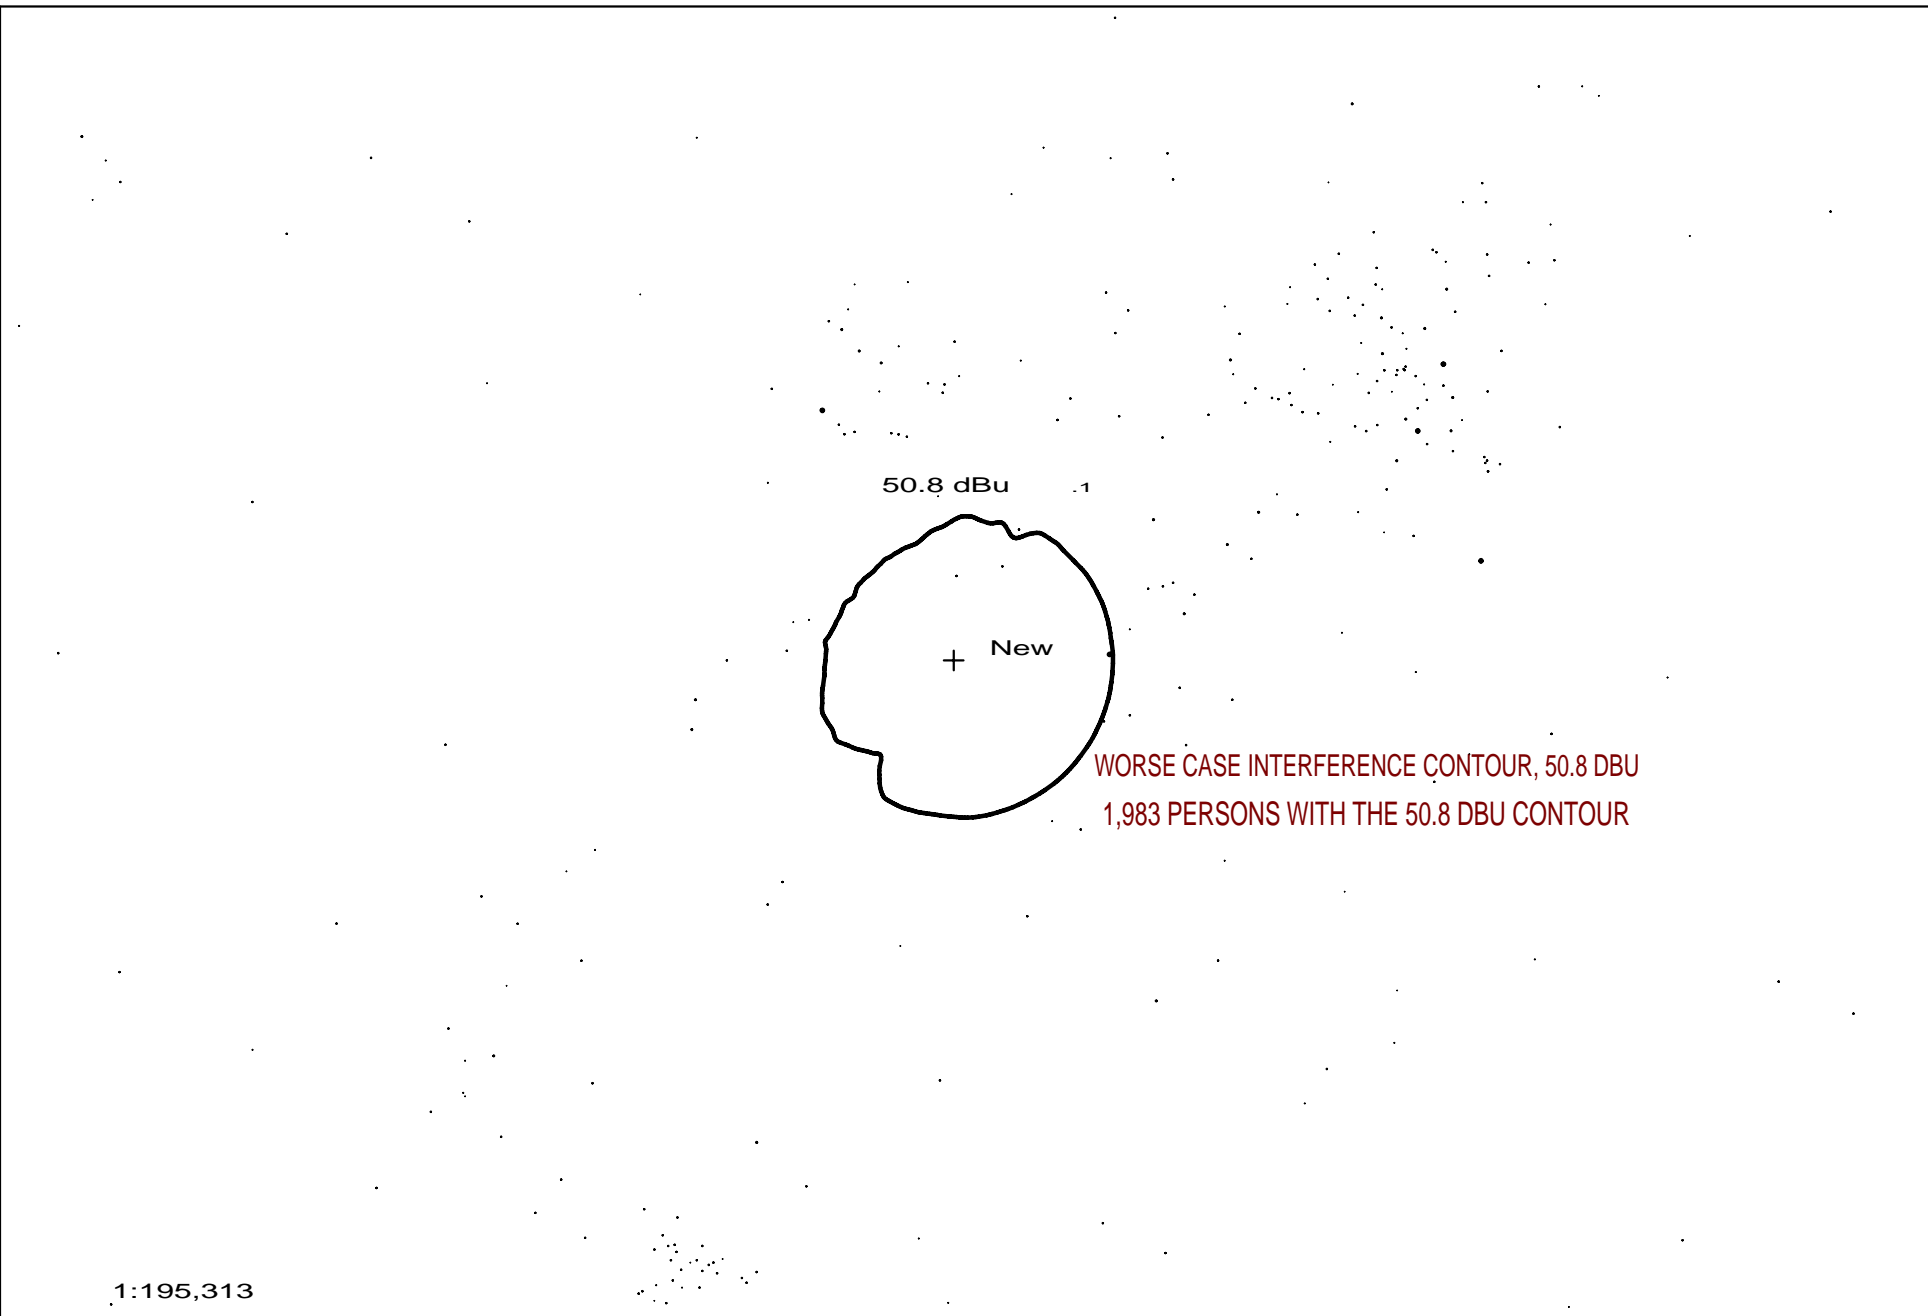 50.8 dBu .1
New
WORSE CASE INTERFERENCE CONTOUR, 50.8 DBU
1,983 PERSONS WITH THE 50.8 DBU CONTOUR
1:195,313